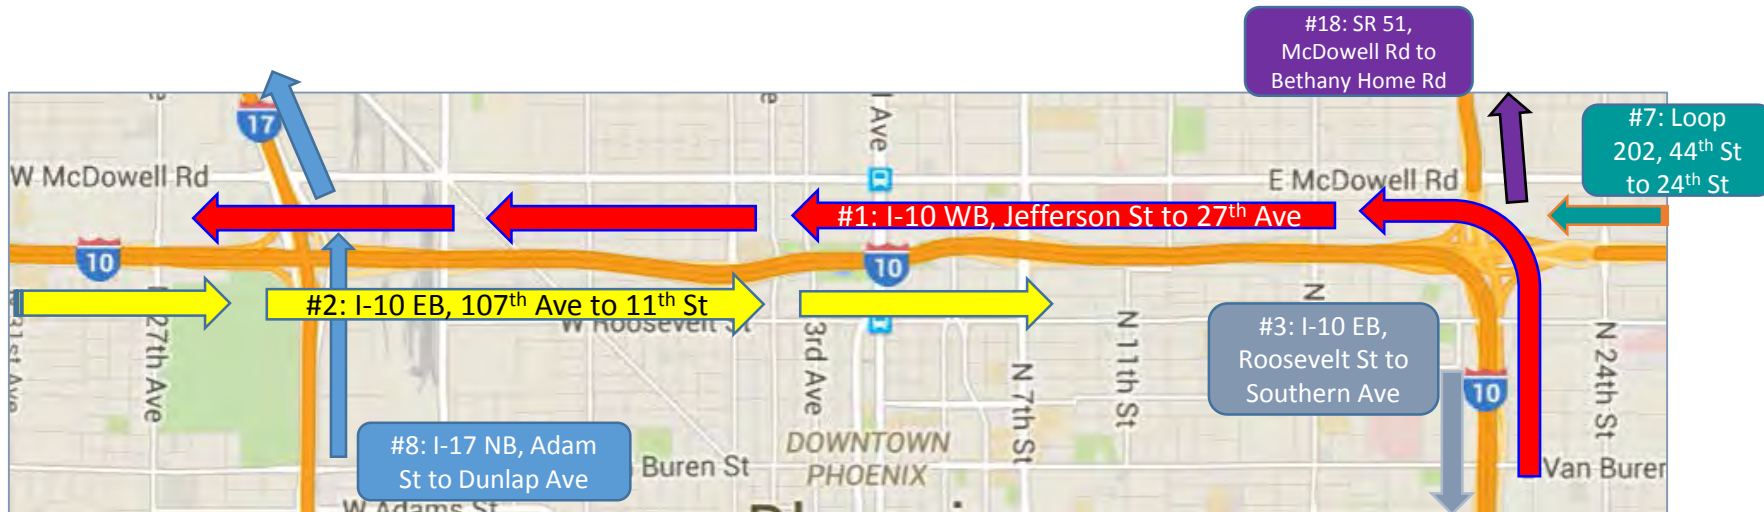 #18: SR 51,
McDowell Rd to
Bethany Home Rd
#7: Loop
202, 44th St
to 24th St
17
Ave
W McDowell Rd
E McDowell Rd
#1: I-10 WB, Jefferson St to 27th Ave
10
10
#2: I-10 EB, 107th Ave to 11th St
W Roosevelt St
31st Ave
27th Ave
3rd Ave
N 7th St
N 11th St
N
#3: I-10 EB,
Roosevelt St to
Southern Ave
10
N 24th St
#8: I-17 NB, Adam
St to Dunlap Ave
Buren St
DOWNTOWN
PHOENIX
Van Buren
W Adams St